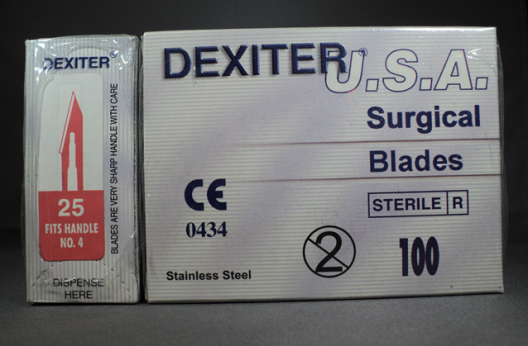 DEXITER®
BLADES ARE VERY SHARP HANDLE WITH CARE
25
FITS HANDLE
NO. 4
DISPENSE
HERE
DEXITER® U.S.A.
Surgical
Blades
CE
0434
STERILE R
2
100
Stainless Steel